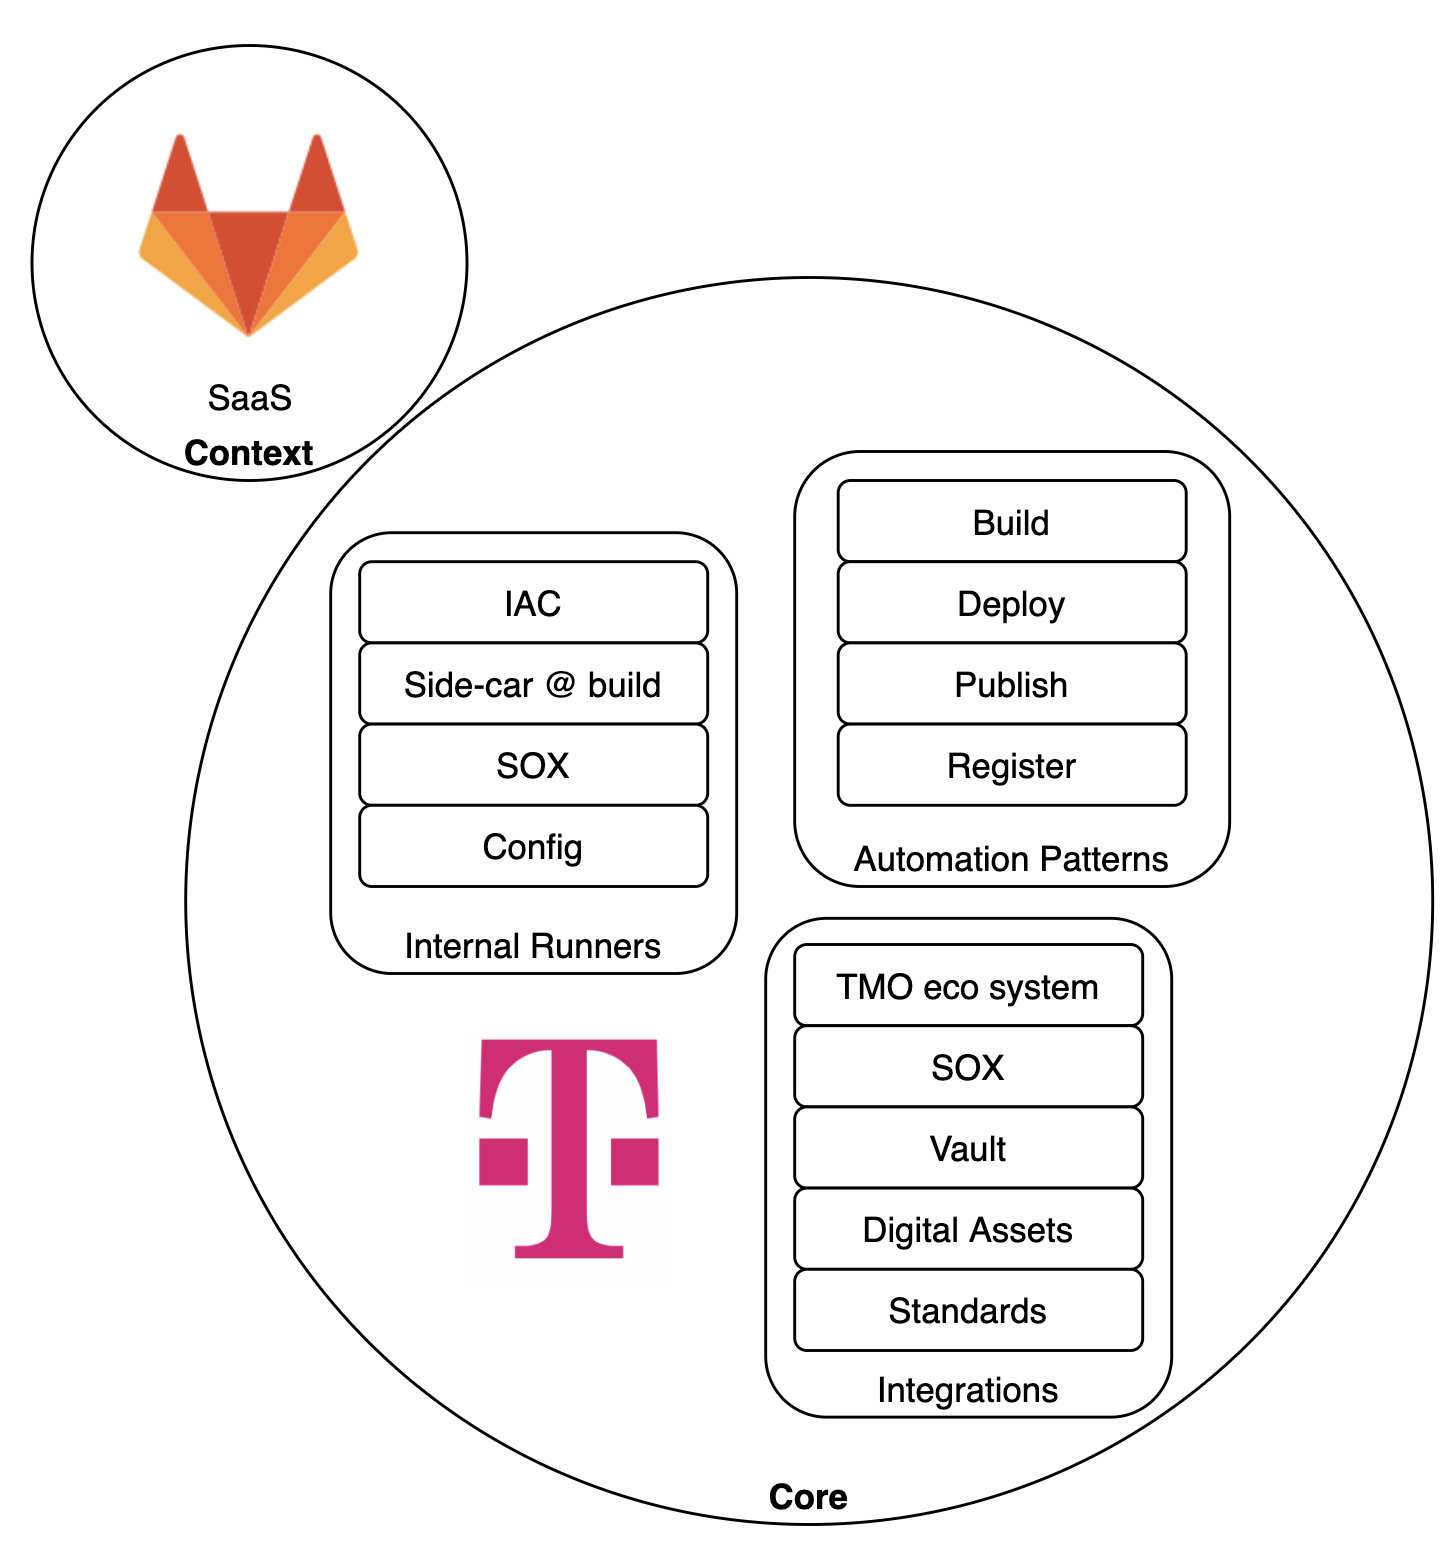 SaaS
Context
IAC
Side-car @ build
SOX
Config
Internal Runners
Build
Deploy
Publish
Register
Automation Patterns
TMO eco system
SOX
Vault
Digital Assets
Standards
Integrations
T
Core